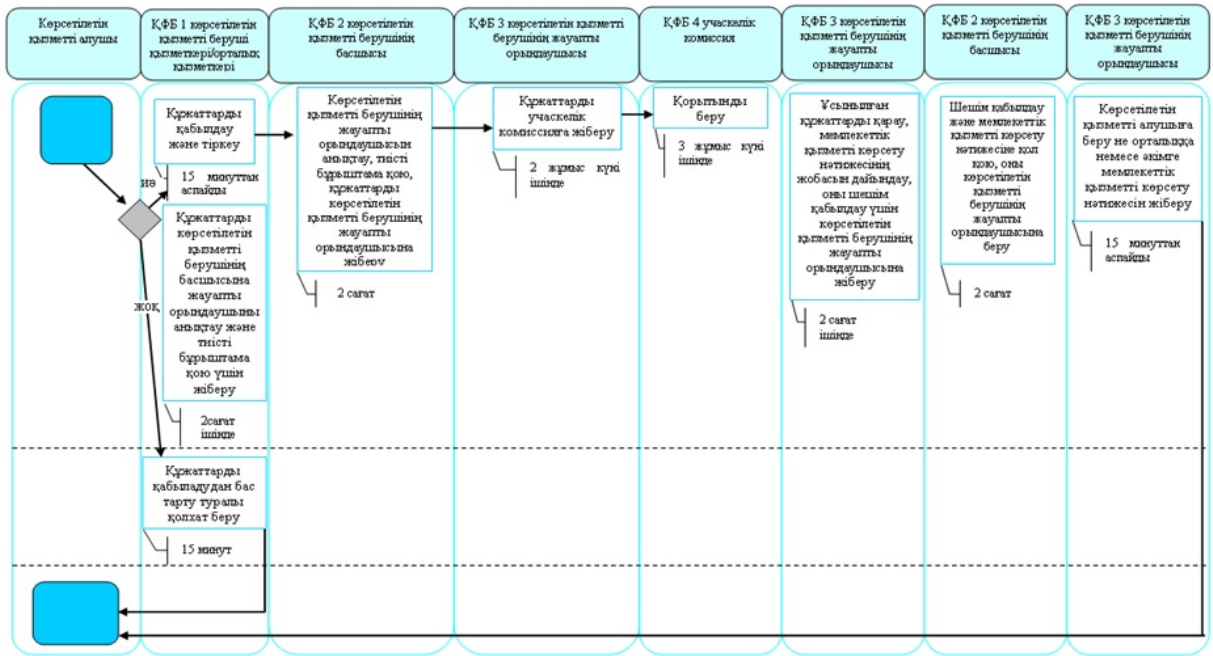 Көрсетілетін
қызметті алушы
ҚФБ 1 көрсетілетін
қызметті беруші
қызметкері/орталық
қызметкері
ҚФБ 2 көрсетілетін
қызметті берушінің
басшысы
ҚФБ 3 көрсетілетін қызметті
берушінің жауапты
орындаушысы
ҚФБ 4 учаскелік
комиссия
ҚФБ 3 көрсетілетін
қызметті берушінің
жауапты
орындаушысы
ҚФБ 2 көрсетілетін
қызметті берушінің
басшысы
ҚФБ 3 көрсетілетін
қызметті берушінің
жауапты
орындаушысы
иә
жоқ
Құжаттарды
қабылдау
және тіркеу
15 минуттан
аспайды
Құжаттарды
көрсетілетін
қызметті
берушінің
басшысына
жауапты
орындаушыны
анықтау және
тиісті
бұрыштама
қою үшін
жіберу
2сағат
ішінде
Құжаттарды
қабыладудан бас
тарту туралы
қолхат беру
15 минут
Көрсетілетін
қызметті берушінің
жауапты
орындаушысын
анықтау, тиісті
бұрыштама қою,
құжаттарды
көрсетілетін
қызметті берушінің
жауапты
орындаушысына
жіберу
2 сағат
Құжаттарды
учаскелік
комиссияға жіберу
2 жұмыс күні
ішінде
Қорытынды
беру
3 жұмыс күні
ішінде
Ұсынылған
құжаттарды қарау,
мемлекеттік
қызметті көрсету
нәтижесінің
жобасын дайындау,
оны шешім
қабылдау үшін
көрсетілетін
қызметті берушінің
жауапты
орындаушысына
жіберу
2 сағат
ішінде
Шешім қабылдау
және мемлекеттік
қызметті көрсету
нәтижесіне қол
қою, оны
көрсетілетін
қызметті
берушінің
жауапты
орындаушысына
беру
2 сағат
Көрсетілетін
қызметті алушыға
беру не орталыққа
немесе әкімге
мемлекеттік
қызметті көрсету
нәтижесін жіберу
15 минуттан
аспайды